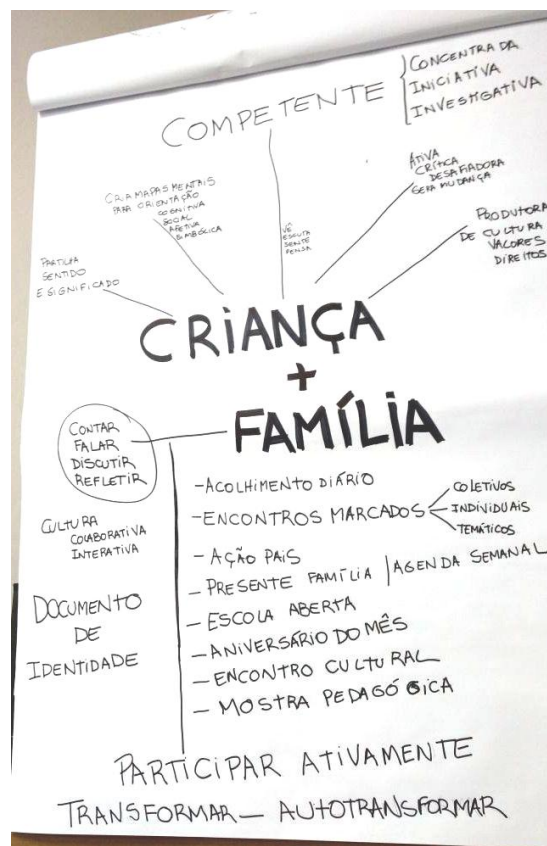 COMPETENTE
CONCENTRADA
INICIATIVA
INVESTIGATIVA
CRIA MAPAS MENTAIS
PARA ORIENTAÇÃO
COGNITIVA
SOCIAL
AFETIVA
SIMBÓLICA
VÊ
ESCUTA
SENTE
PENSA
ATIVA
CRÍTICA
DESAFIADORA
GERA MUDANÇA
PRODUTORA
DE CULTURA
VALORES
DIREITOS
PARTILHA
SENTIDO
E SIGNIFICADO
CRIANÇA
+
FAMÍLIA
CONTAR
FALAR
DISCUTIR
REFLETIR
CULTURA
COLABORATIVA
INTERATIVA
DOCUMENTO
DE
IDENTIDADE
- ACOLHIMENTO DIÁRIO
- ENCONTROS MARCADOS
COLETIVOS
INDIVIDUAIS
TEMÁTICOS
- AÇÃO PAIS
- PRESENTE FAMÍLIA | AGENDA SEMANAL
- ESCOLA ABERTA
- ANIVERSÁRIO DO MÊS
- ENCONTRO CULTURAL
- MOSTRA PEDAGÓGICA
PARTICIPAR ATIVAMENTE
TRANSFORMAR - AUTOTRANSFORMAR